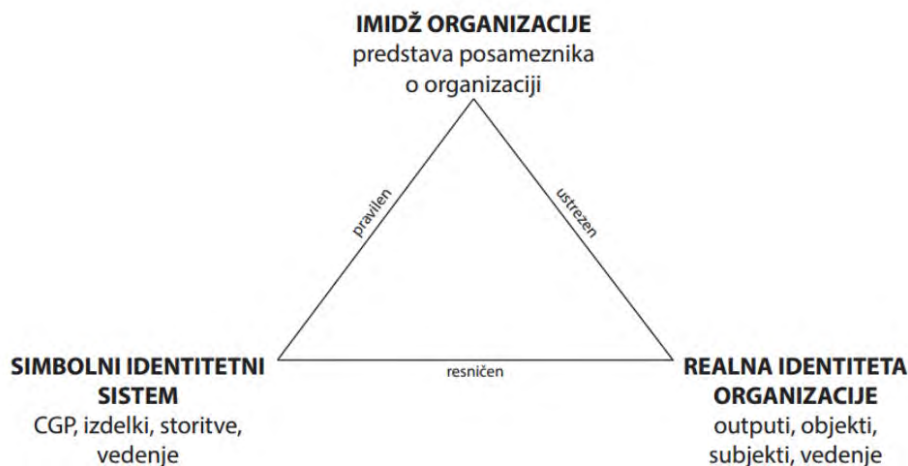 IMIDŽ ORGANIZACIJE
predstava posameznika
o organizaciji
pravilen
ustrezen
SIMBOLNI IDENTITETNI
SISTEM
CGP, izdelki, storitve,
vedenje
resničen
REALNA IDENTITETA
ORGANIZACIJE
outputi, objekti,
subjekti, vedenje